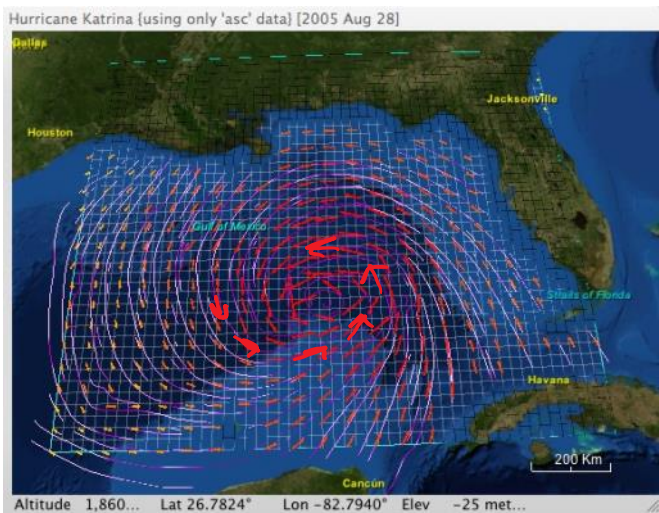 Hurricane Katrina {using only 'asc' data} [2005 Aug 28]
Dallas
Jacksonville
Houston
Gulf of Mexico
Straits of Florida
Havana
200 Km
Cancún
Altitude 1,860... Lat 26.7824° Lon -82.7940° Elev -25 met...